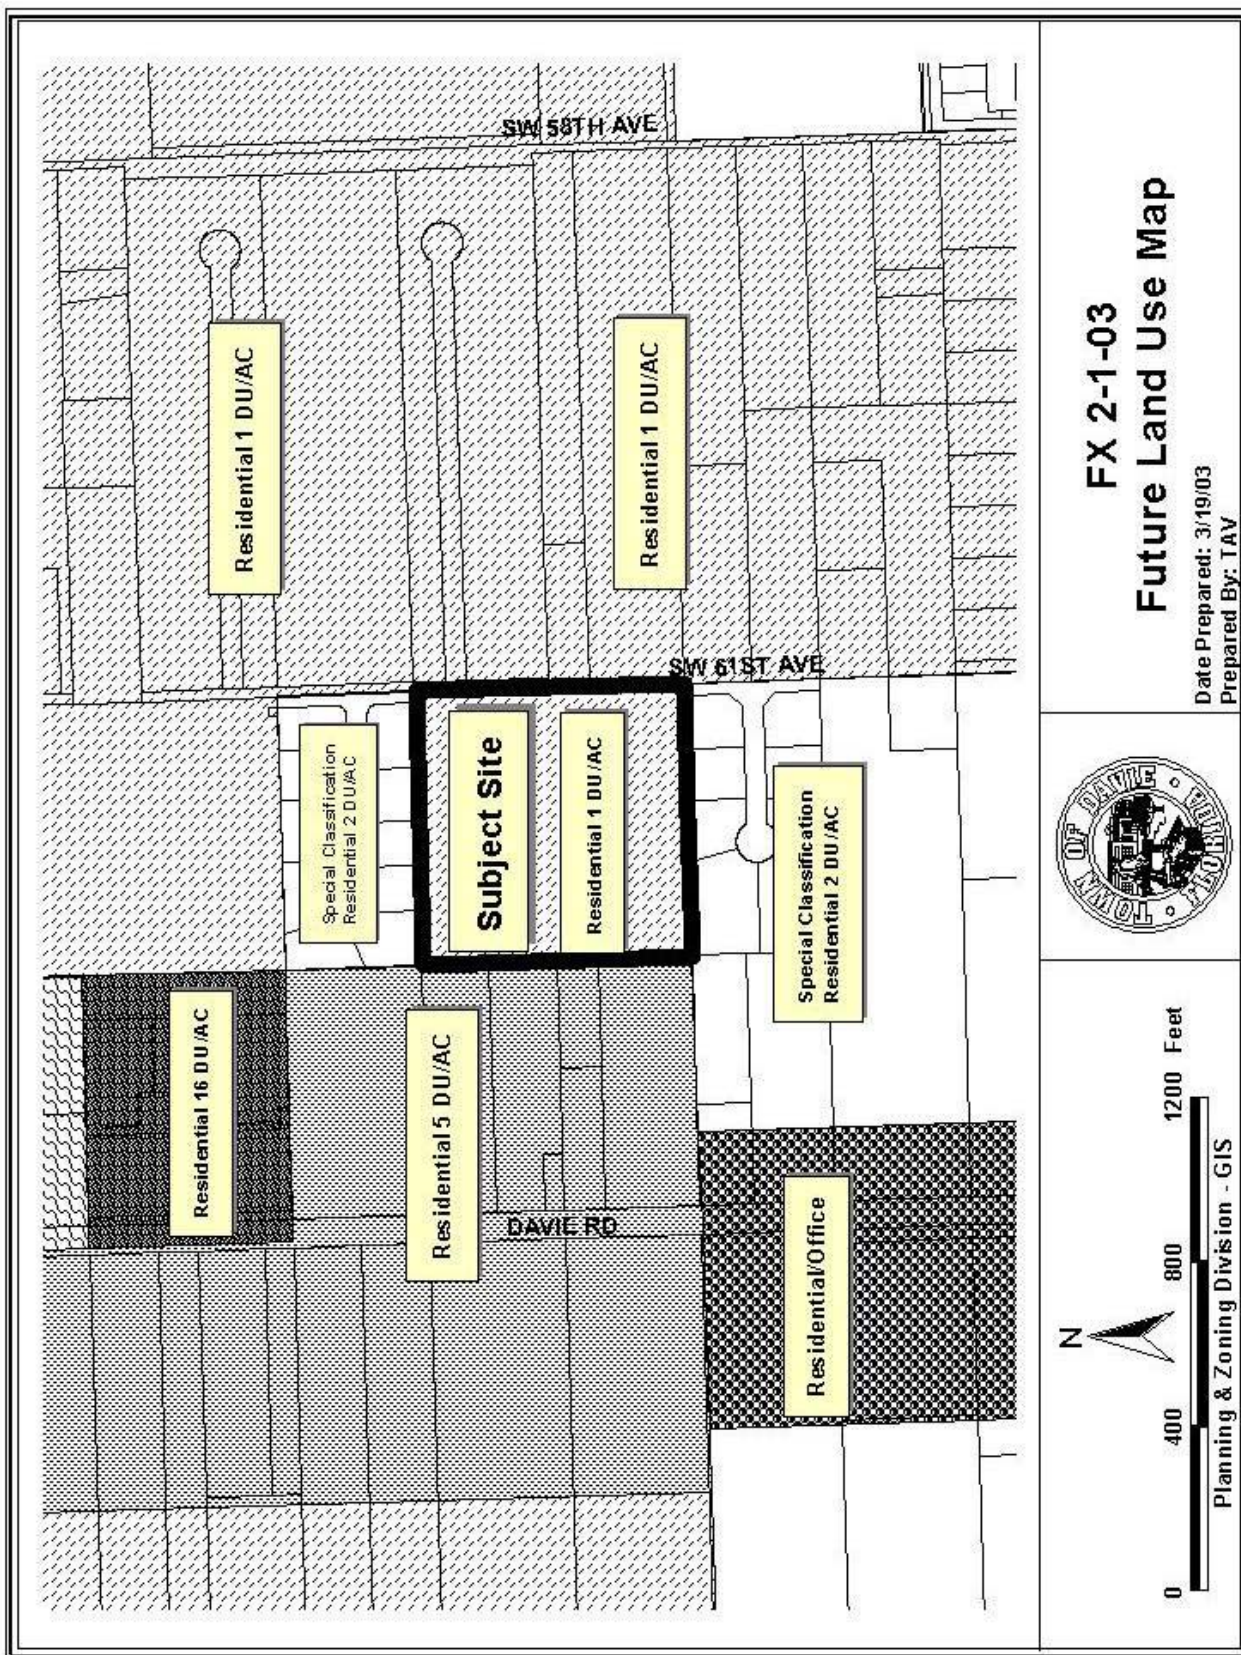 Residential 16 DU/AC
Residential 1 DU/AC
Special Classification
Residential 2 DU/AC
Residential 5 DU/AC
Subject Site
Residential 1 DU/AC
Residential 1 DU/AC
Residential/Office
Special Classification
Residential 2 DU/AC
DAVIE RD
SW 61ST AVE
SW 58TH AVE
0 400 800 1200 Feet
N
Planning & Zoning Division - GIS
TOWN OF DAVIE
FX 2-1-03
Future Land Use Map
Date Prepared: 3/19/03
Prepared By: TAV